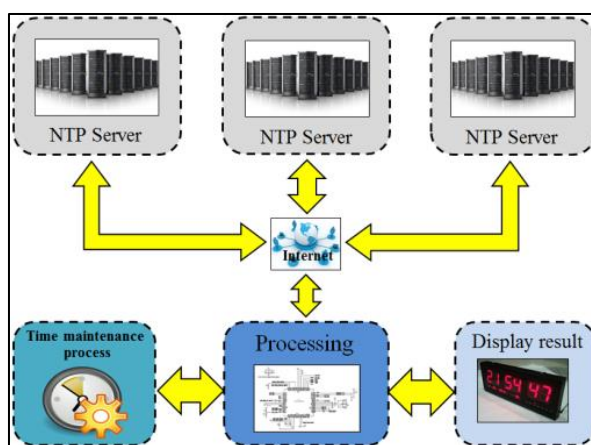 NTP Server
NTP Server
NTP Server
Internet
Time maintenance
process
Processing
Display result
21 54 47